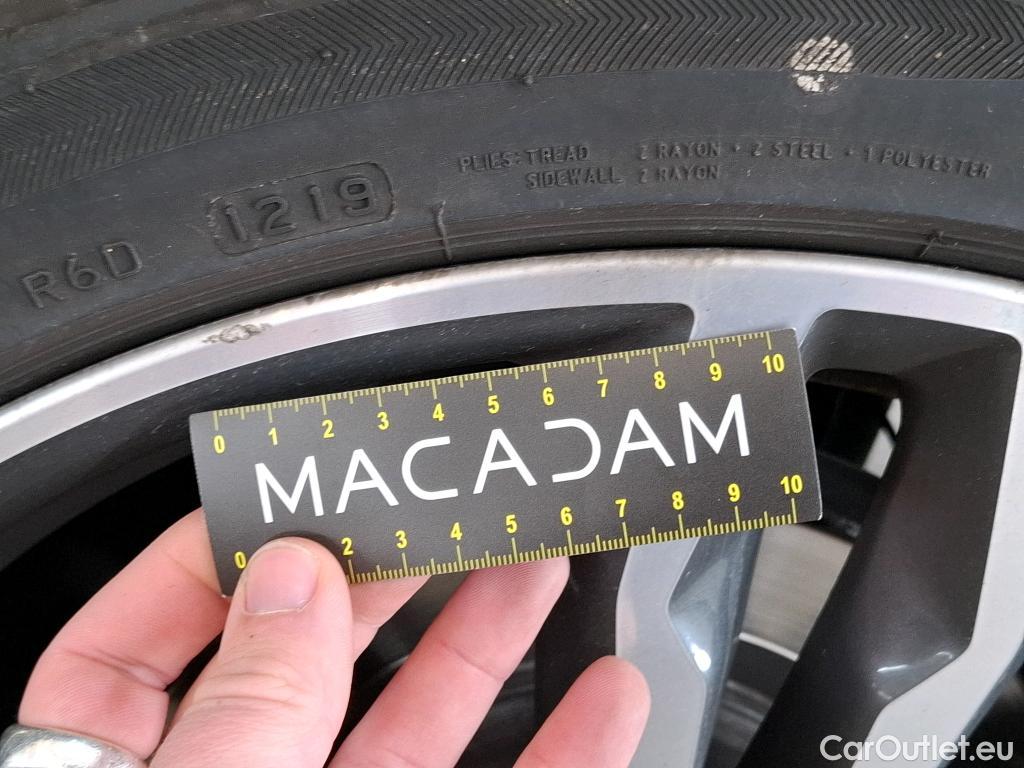 PLIES: TREAD 2 RAYON • 2 STEEL • 1 POLYESTER
SIDEWALL 2 RAYON
R6D 1219
0 1 2 3 4 5 6 7 8 9 10
MACADAM
0 2 3 4 5 6 7 8 9 10
CarOutlet.eu